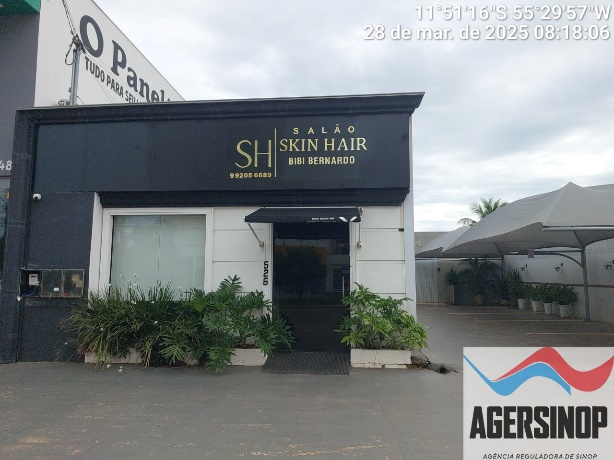 11°51'16"S 55°29'57"W
28 de mar. de 2025 08:18:06
O Panel
TUDO PARA SEU
SALÃO
SH SKIN HAIR
BIBI BERNARDO
99205 6889
48
AGERSINOP
AGÊNCIA REGULADORA DE SINOP